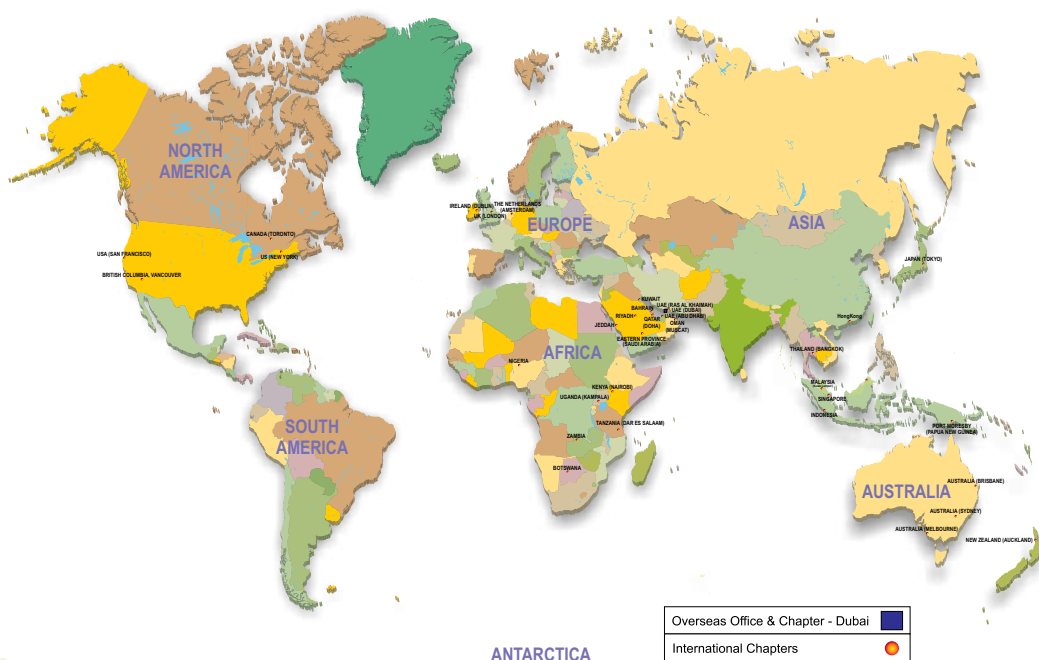 NORTH
AMERICA
CANADA (TORONTO)
USA (SAN FRANCISCO)
US (NEW YORK)
BRITISH COLUMBIA, VANCOUVER
SOUTH
AMERICA
IRELAND (DUBLIN)
THE NETHERLANDS
(AMSTERDAM)
UK (LONDON)
EUROPE
ASIA
JAPAN (TOKYO)
KUWAIT
BAHRAIN
UAE (RAS AL KHAIMAH)
UAE (DUBAI)
UAE (ABU DHABI)
RIYADH
QATAR
(DOHA)
OMAN
(MUSCAT)
JEDDAH
EASTERN PROVINCE
(SAUDI ARABIA)
HongKong
AFRICA
NIGERIA
THAILAND (BANGKOK)
KENYA (NAIROBI)
UGANDA (KAMPALA)
MALAYSIA
SINGAPORE
INDONESIA
TANZANIA (DAR ES SALAAM)
ZAMBIA
BOTSWANA
PORT MORESBY
(PAPUA NEW GUINEA)
AUSTRALIA
AUSTRALIA (BRISBANE)
AUSTRALIA (SYDNEY)
AUSTRALIA (MELBOURNE)
NEW ZEALAND (AUCKLAND)
ANTARCTICA
Overseas Office & Chapter - Dubai
International Chapters